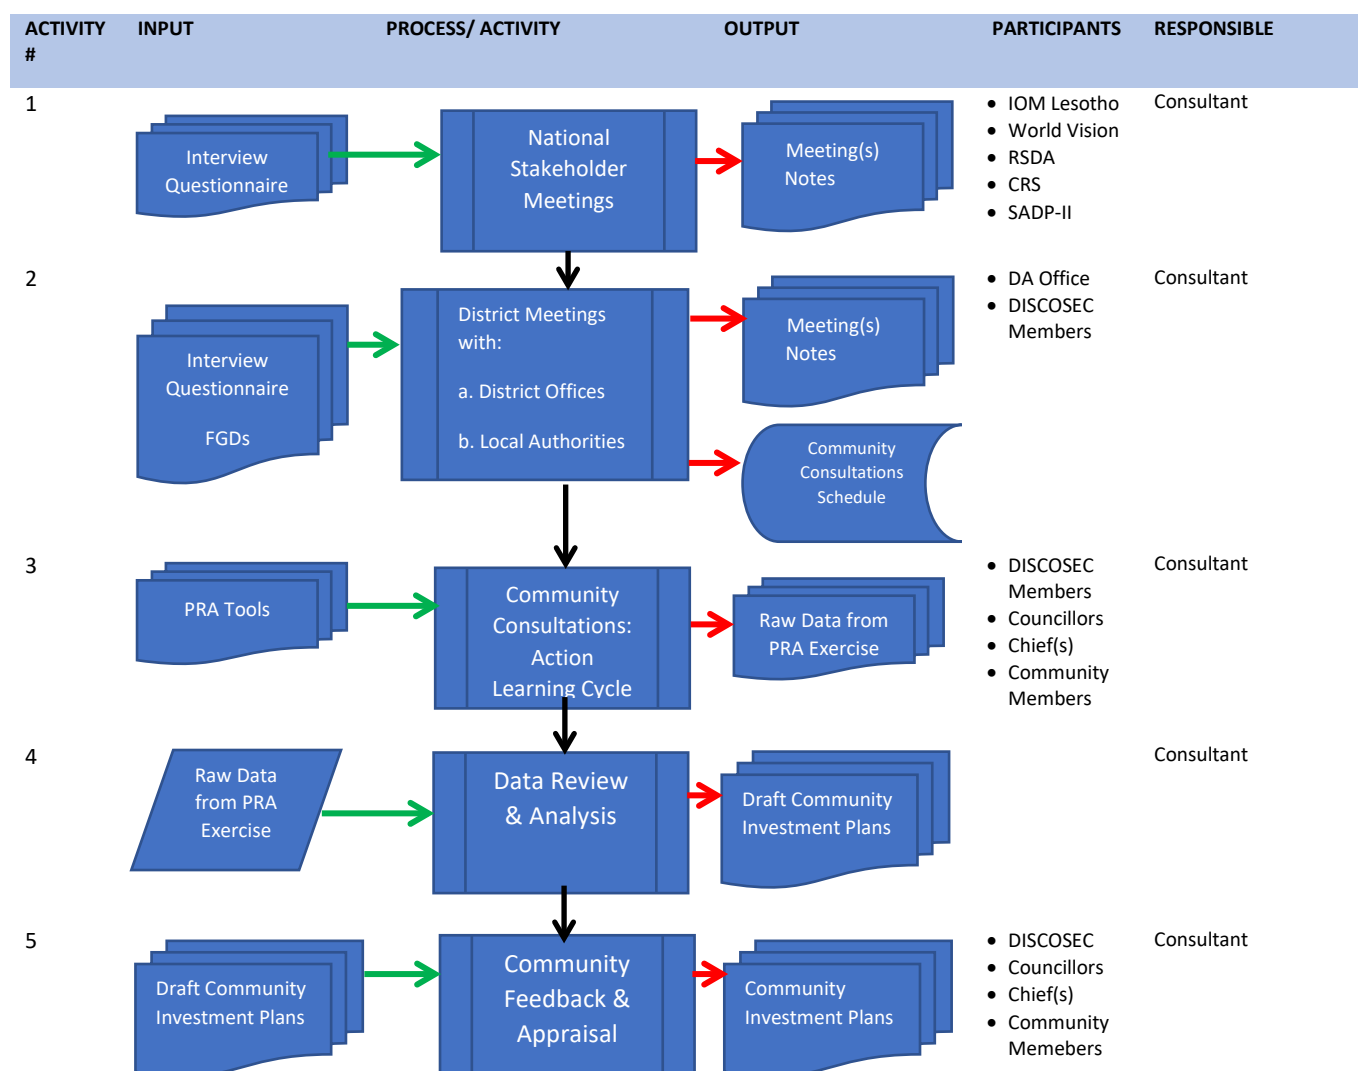 ACTIVITY
#
INPUT
PROCESS/ ACTIVITY
OUTPUT
PARTICIPANTS
RESPONSIBLE
1
Interview
Questionnaire
National
Stakeholder
Meetings
Meeting(s)
Notes
• IOM Lesotho
• World Vision
• RSDA
• CRS
• SADP-II
Consultant
2
Interview
Questionnaire
FGDs
District Meetings
with:
a. District Offices
b. Local Authorities
Meeting(s)
Notes
Community
Consultations
Schedule
• DA Office
• DISCOSEC
Members
Consultant
3
PRA Tools
Community
Consultations:
Action
Learning Cycle
Raw Data from
PRA Exercise
• DISCOSEC
Members
• Councillors
• Chief(s)
• Community
Members
Consultant
4
Raw Data
from PRA
Exercise
Data Review
& Analysis
Draft Community
Investment Plans
Consultant
5
Draft Community
Investment Plans
Community
Feedback &
Appraisal
Community
Investment Plans
• DISCOSEC
• Councillors
• Chief(s)
• Community
Memebers
Consultant